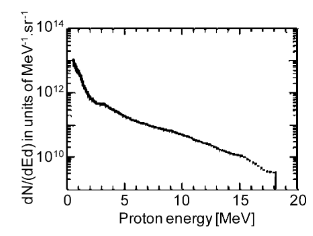 10¹⁴
10¹²
10¹⁰
dN/(dEd) in units of MeV⁻¹.sr⁻¹
0 5 10 15 20
Proton energy [MeV]